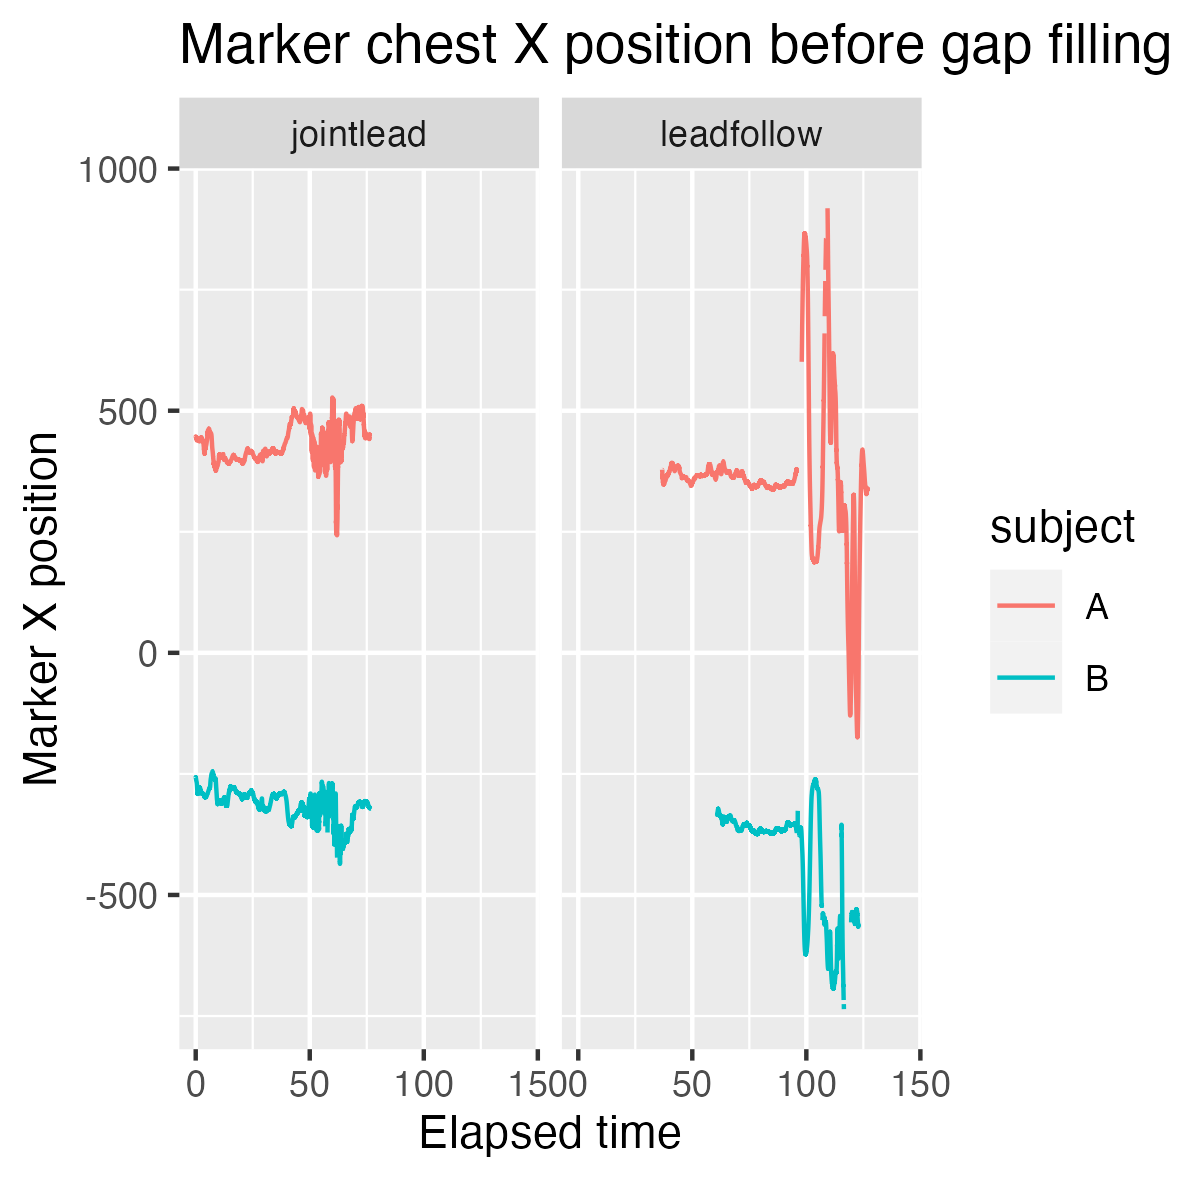 Marker chest X position before gap filling
jointlead
leadfollow
1000
500
0
-500
Marker X position
0 50 100 150
0 50 100 150
Elapsed time
subject
A
B